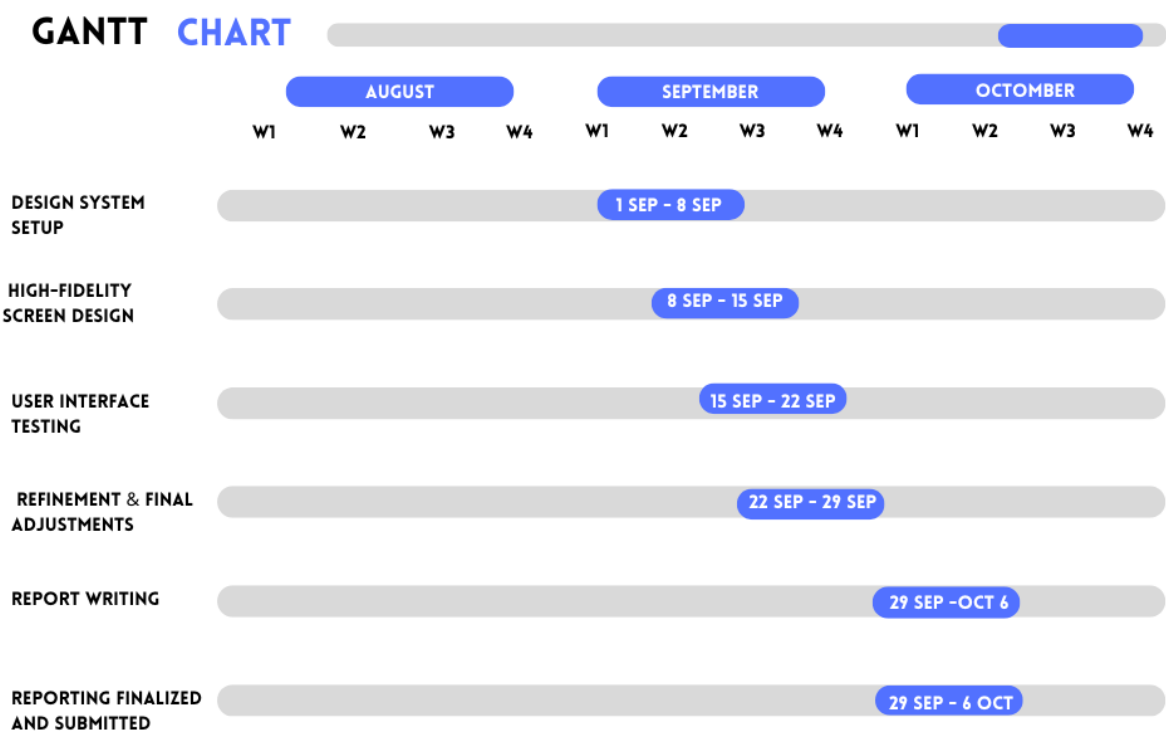 GANTT CHART
AUGUST SEPTEMBER OCTOMBER
W1 W2 W3 W4 W1 W2 W3 W4 W1 W2 W3 W4
DESIGN SYSTEM
SETUP
1 SEP - 8 SEP
HIGH-FIDELITY
SCREEN DESIGN
8 SEP - 15 SEP
USER INTERFACE
TESTING
15 SEP - 22 SEP
REFINEMENT & FINAL
ADJUSTMENTS
22 SEP - 29 SEP
REPORT WRITING
29 SEP -OCT 6
REPORTING FINALIZED
AND SUBMITTED
29 SEP - 6 OCT